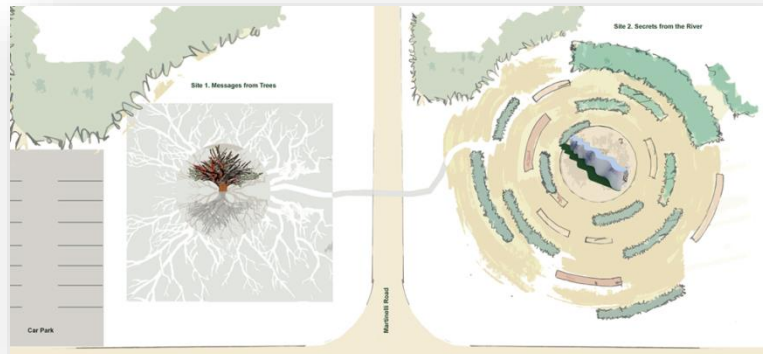 Site 2. Secrets from the River
Site 1. Messages from Trees
Car Park
Martinelli Road